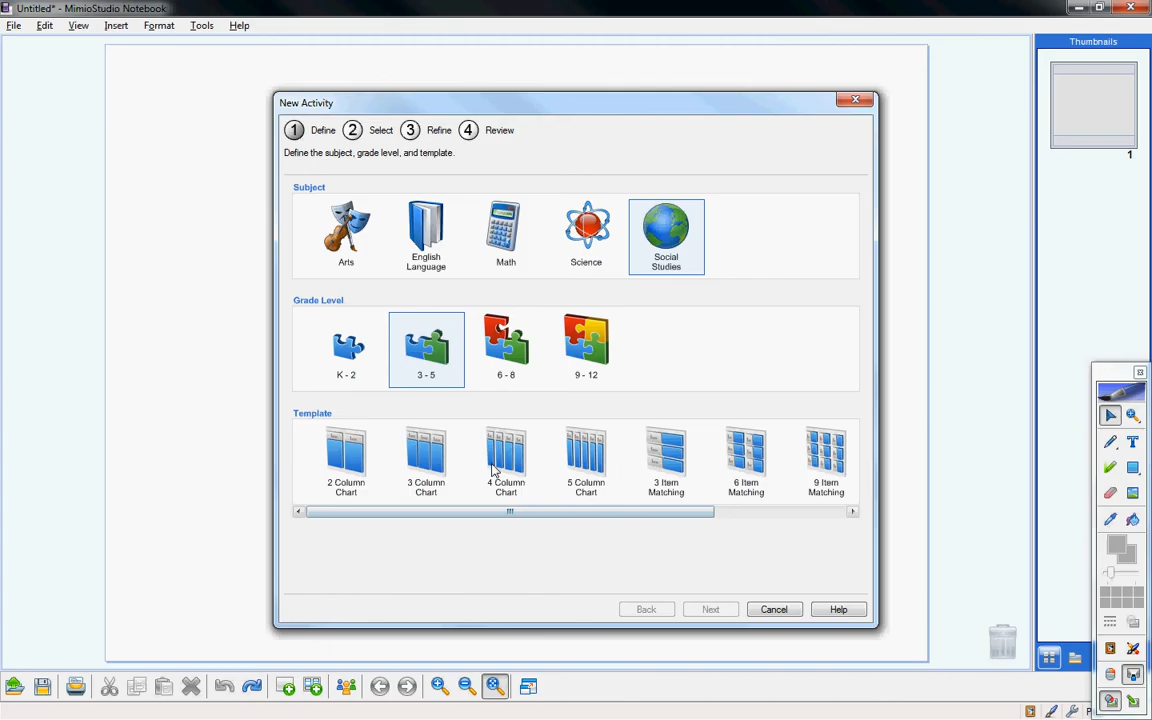 Untitled* - MimioStudio Notebook
File Edit View Insert Format Tools Help
Thumbnails
1
New Activity
1 Define 2 Select 3 Refine 4 Review
Define the subject, grade level, and template.
Subject
Arts
English
Language
Math
Science
Social
Studies
Grade Level
K - 2
3 - 5
6 - 8
9 - 12
Template
2 Column
Chart
3 Column
Chart
4 Column
Chart
5 Column
Chart
3 Item
Matching
6 Item
Matching
9 Item
Matching
Back Next Cancel Help